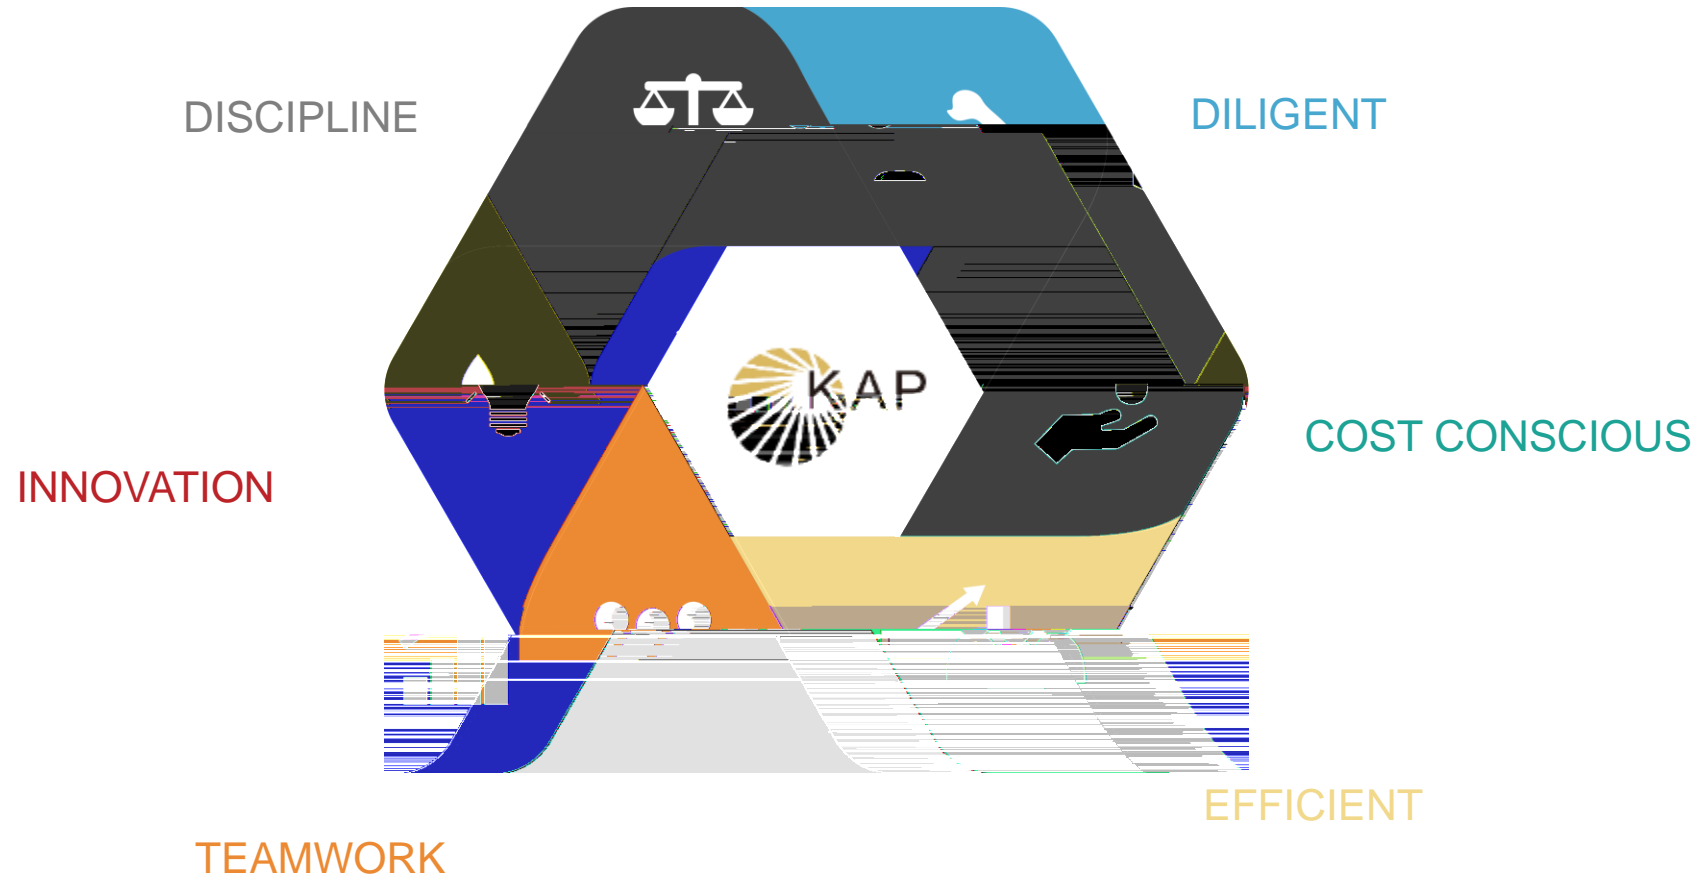 DISCIPLINE
DILIGENT
KAP
COST CONSCIOUS
INNOVATION
EFFICIENT
TEAMWORK